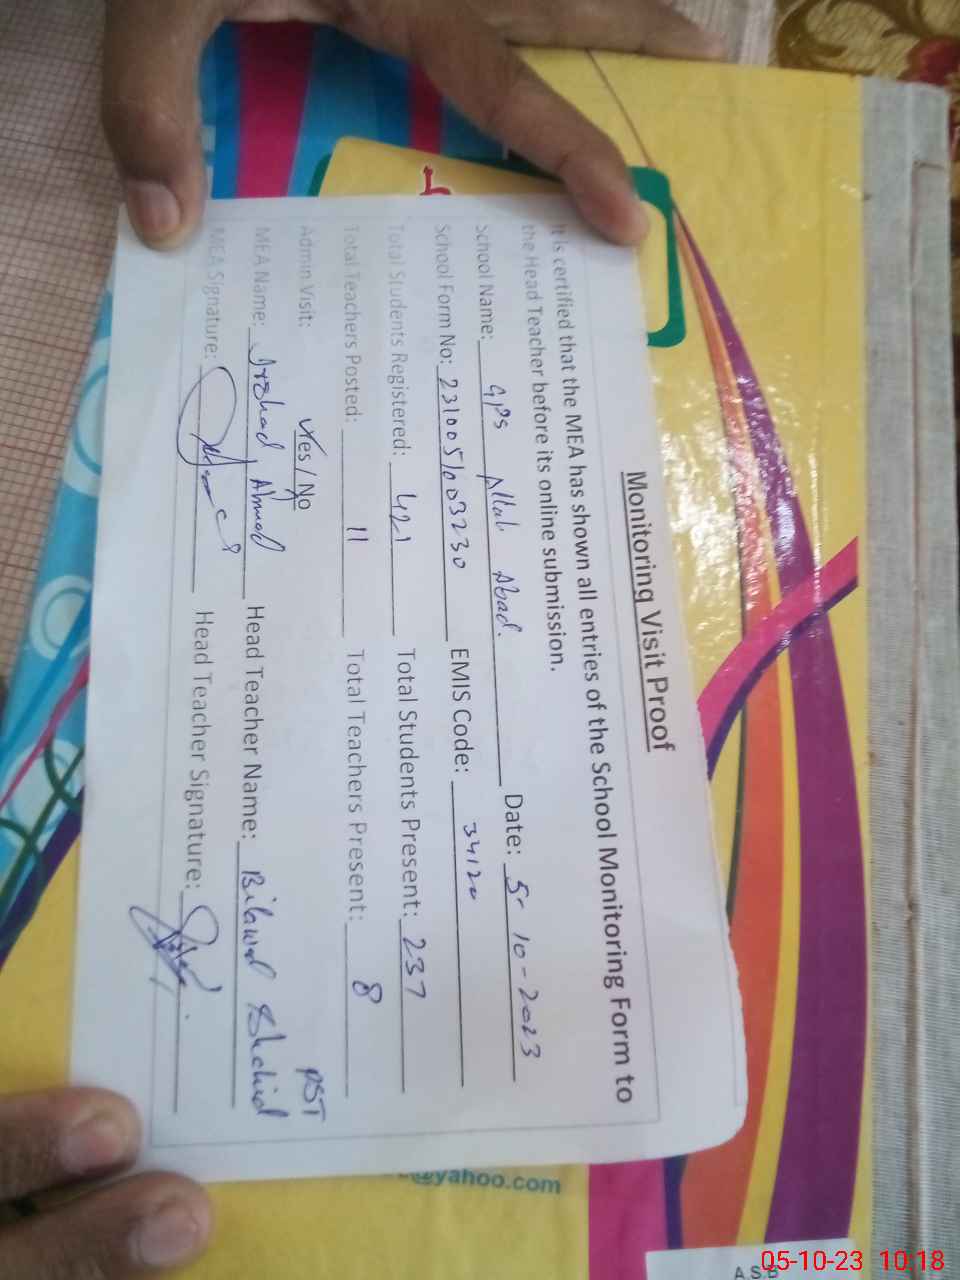 Monitoring Visit Proof
It is certified that the MEA has shown all entries of the School Monitoring Form to
the Head Teacher before its online submission.
School Name: GPS Allah Abad. Date: 5-10-2023
School Form No: 231005/003230 EMIS Code: 34120
Total Students Registered: 421 Total Students Present: 237
Total Teachers Posted: 11 Total Teachers Present: 8
Admin Visit: Yes / No PST
MEA Name: Irshad Ahmad Head Teacher Name: Bilawal Shahid
MEA Signature: Head Teacher Signature:
@yahoo.com
A.S.B
05-10-23 10:18